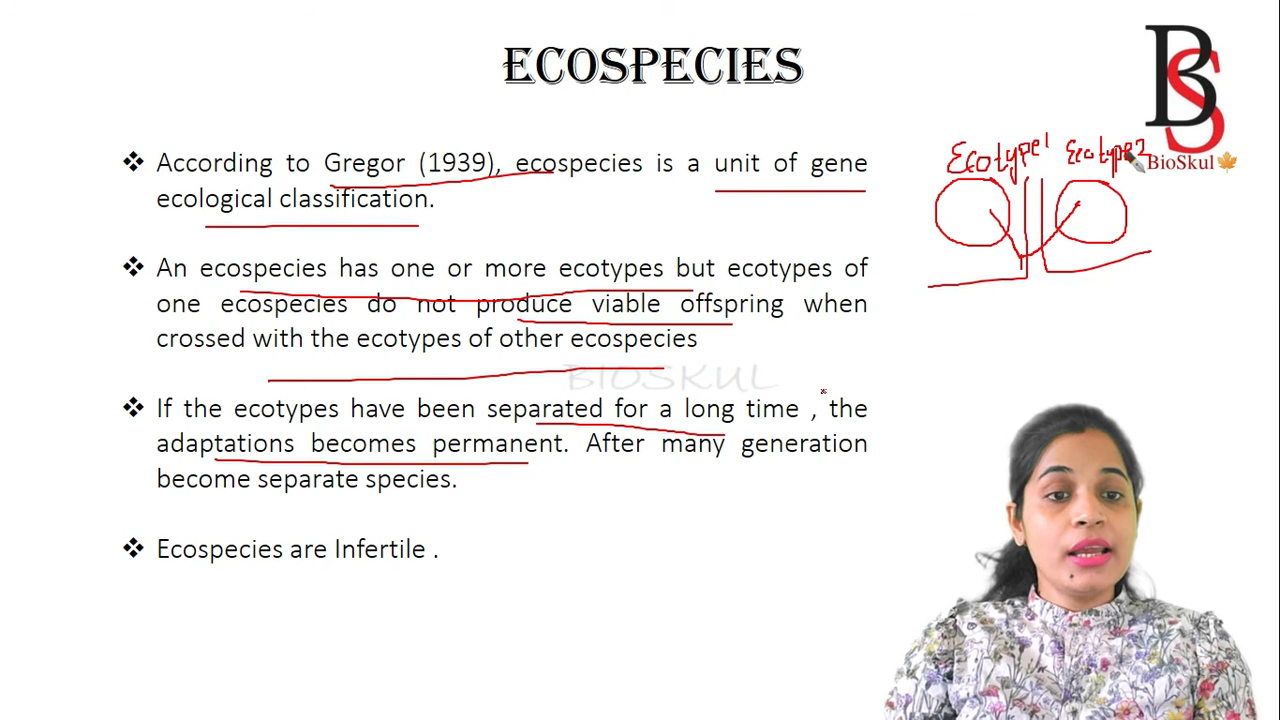 ECOSPECIES
BS
BioSkul
Ecotype1 Ecotype2
❖ According to Gregor (1939), ecospecies is a unit of gene
ecological classification.
❖ An ecospecies has one or more ecotypes but ecotypes of
one ecospecies do not produce viable offspring when
crossed with the ecotypes of other ecospecies
BIOSKUL
❖ If the ecotypes have been separated for a long time , the
adaptations becomes permanent. After many generation
become separate species.
❖ Ecospecies are Infertile .